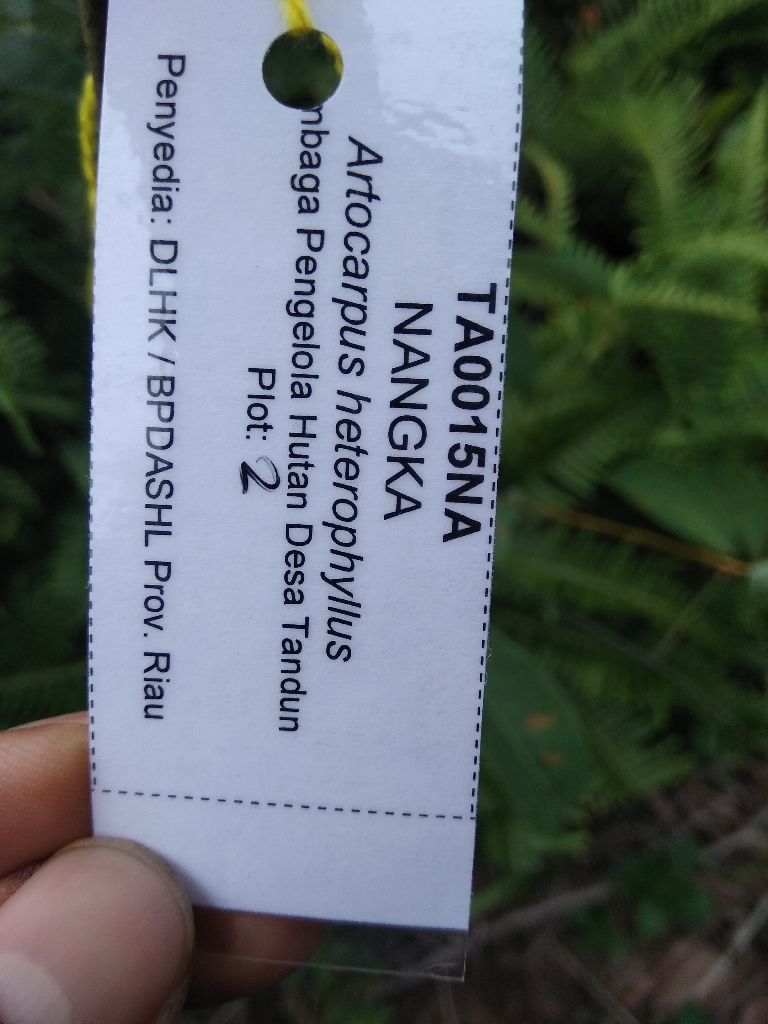 TA0015NA
NANGKA
Artocarpus heterophyllus
mbaga Pengelola Hutan Desa Tandun
Plot: 2
Penyedia: DLHK / BPDASHL Prov. Riau